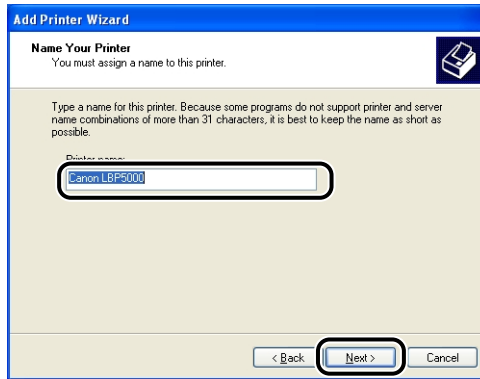 Add Printer Wizard
Name Your Printer
You must assign a name to this printer.
Type a name for this printer. Because some programs do not support printer and server
name combinations of more than 31 characters, it is best to keep the name as short as
possible.
Printer name:
Canon LBP5000
< Back
Next >
Cancel